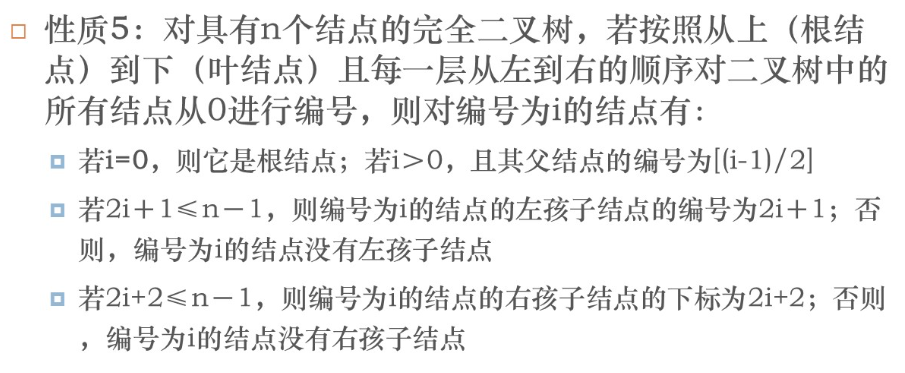 性质5：对具有n个结点的完全二叉树，若按照从上（根结
点）到下（叶结点）且每一层从左到右的顺序对二叉树中的
所有结点从0进行编号，则对编号为i的结点有：
若i=0，则它是根结点；若i＞0，且其父结点的编号为[(i-1)/2]
若2i＋1≤n－1，则编号为i的结点的左孩子结点的编号为2i＋1；否
则，编号为i的结点没有左孩子结点
若2i+2≤n－1，则编号为i的结点的右孩子结点的下标为2i+2；否则
，编号为i的结点没有右孩子结点